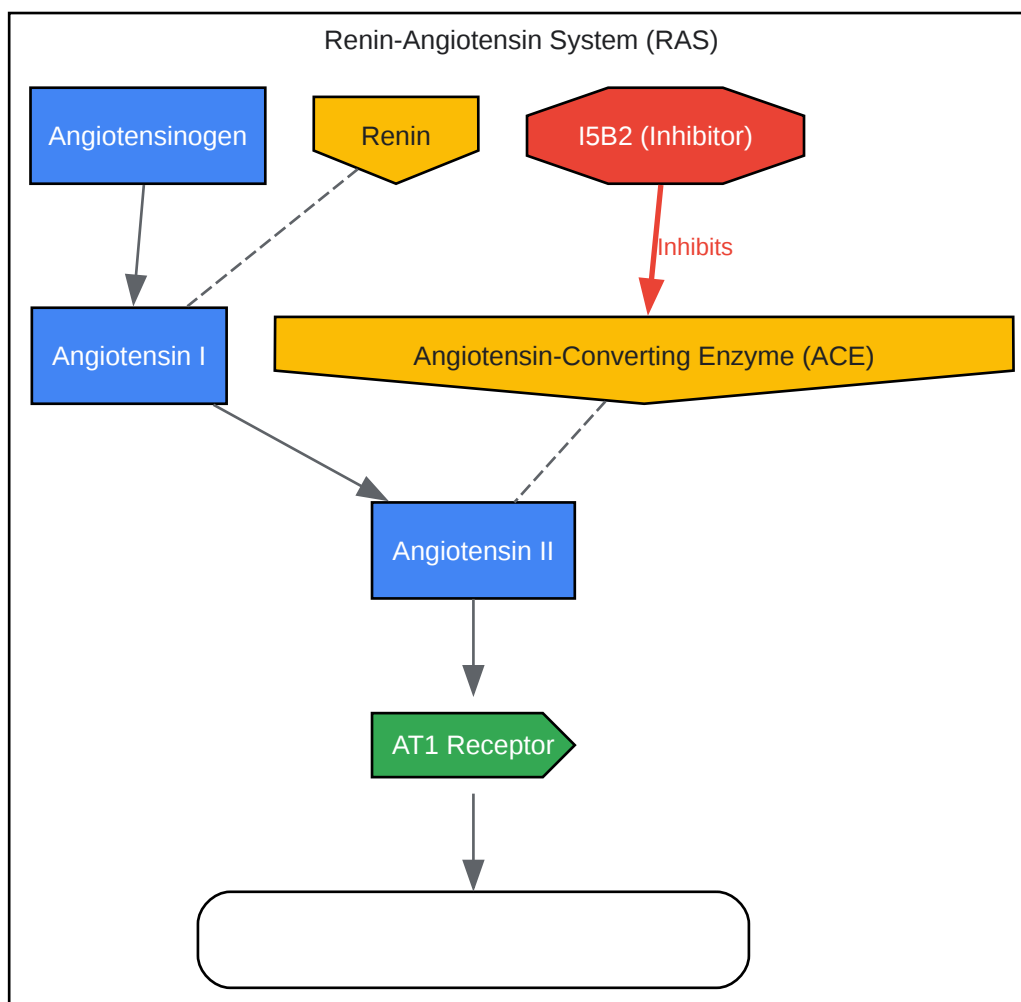 Renin-Angiotensin System (RAS)
Angiotensinogen
Renin
I5B2 (Inhibitor)
Inhibits
Angiotensin I
Angiotensin-Converting Enzyme (ACE)
Angiotensin II
AT1 Receptor